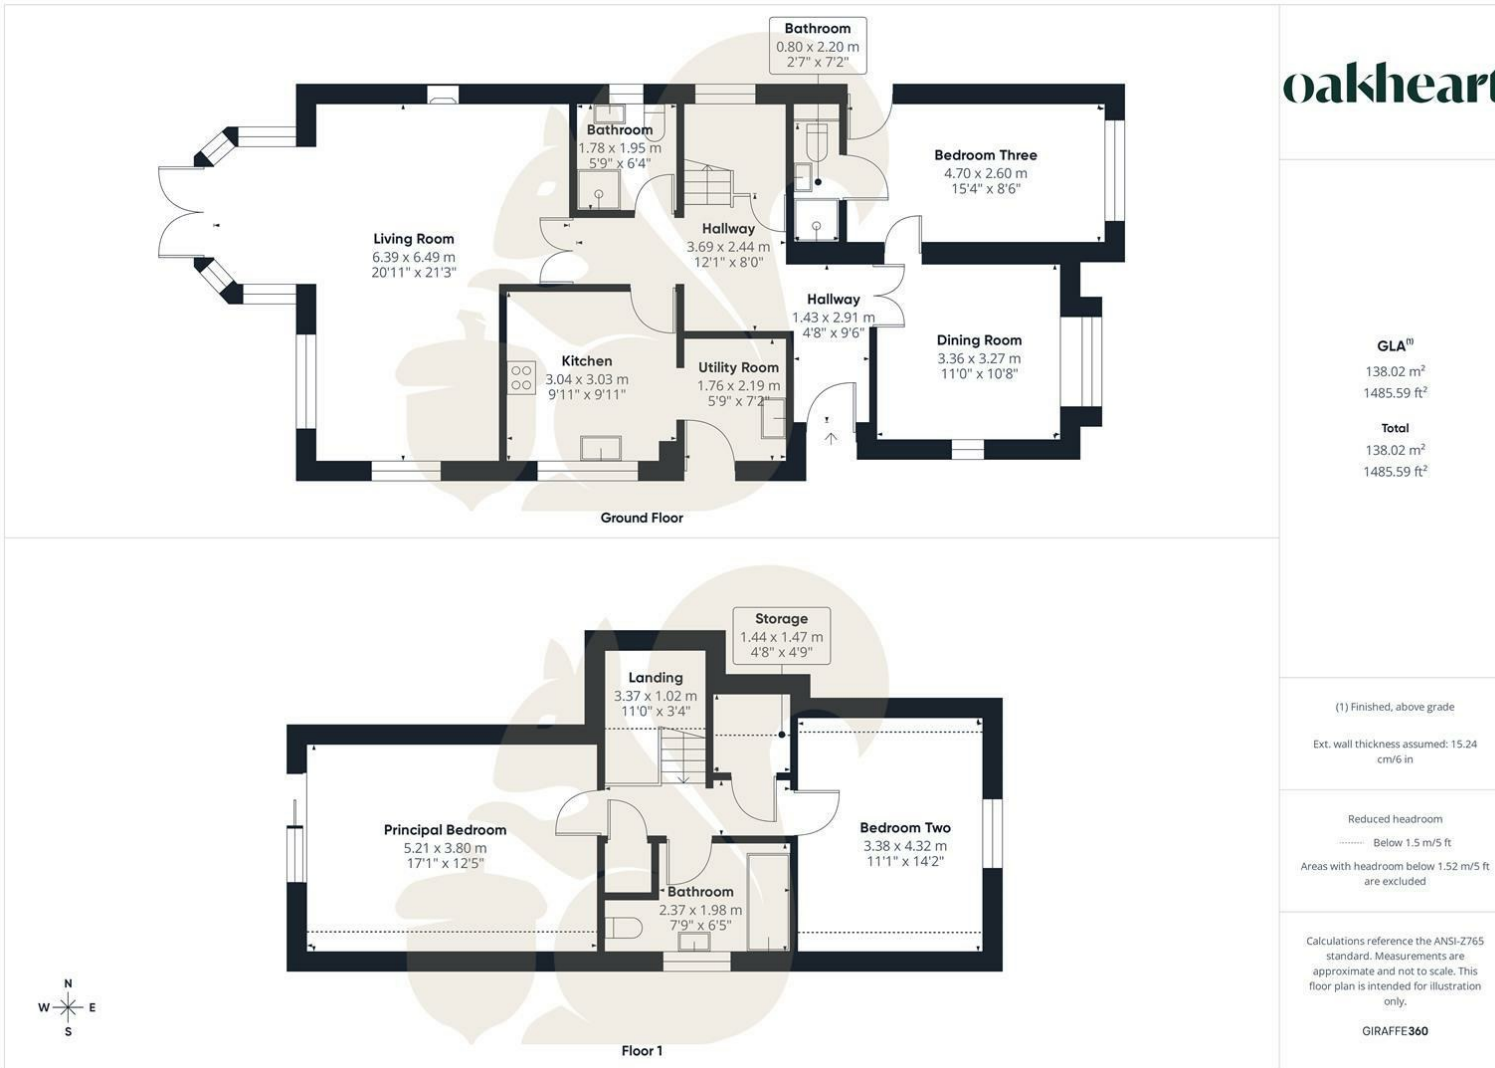 Bathroom
0.80 x 2.20 m
2'7" x 7'2"
Bathroom
1.78 x 1.95 m
5'9" x 6'4"
Bedroom Three
4.70 x 2.60 m
15'4" x 8'6"
Living Room
6.39 x 6.49 m
20'11" x 21'3"
Hallway
3.69 x 2.44 m
12'1" x 8'0"
Hallway
1.43 x 2.91 m
4'8" x 9'6"
Dining Room
3.36 x 3.27 m
11'0" x 10'8"
Kitchen
3.04 x 3.03 m
9'11" x 9'11"
Utility Room
1.76 x 2.19 m
5'9" x 7'2"
Ground Floor
Storage
1.44 x 1.47 m
4'8" x 4'9"
Landing
3.37 x 1.02 m
11'0" x 3'4"
Principal Bedroom
5.21 x 3.80 m
17'1" x 12'5"
Bedroom Two
3.38 x 4.32 m
11'1" x 14'2"
Bathroom
2.37 x 1.98 m
7'9" x 6'5"
N
W E
S
Floor 1
oakheart
GLA(1)
138.02 m²
1485.59 ft²
Total
138.02 m²
1485.59 ft²
(1) Finished, above grade
Ext. wall thickness assumed: 15.24
cm/6 in
Reduced headroom
Below 1.5 m/5 ft
Areas with headroom below 1.52 m/5 ft
are excluded
Calculations reference the ANSI-Z765
standard. Measurements are
approximate and not to scale. This
floor plan is intended for illustration
only.
GIRAFFE360